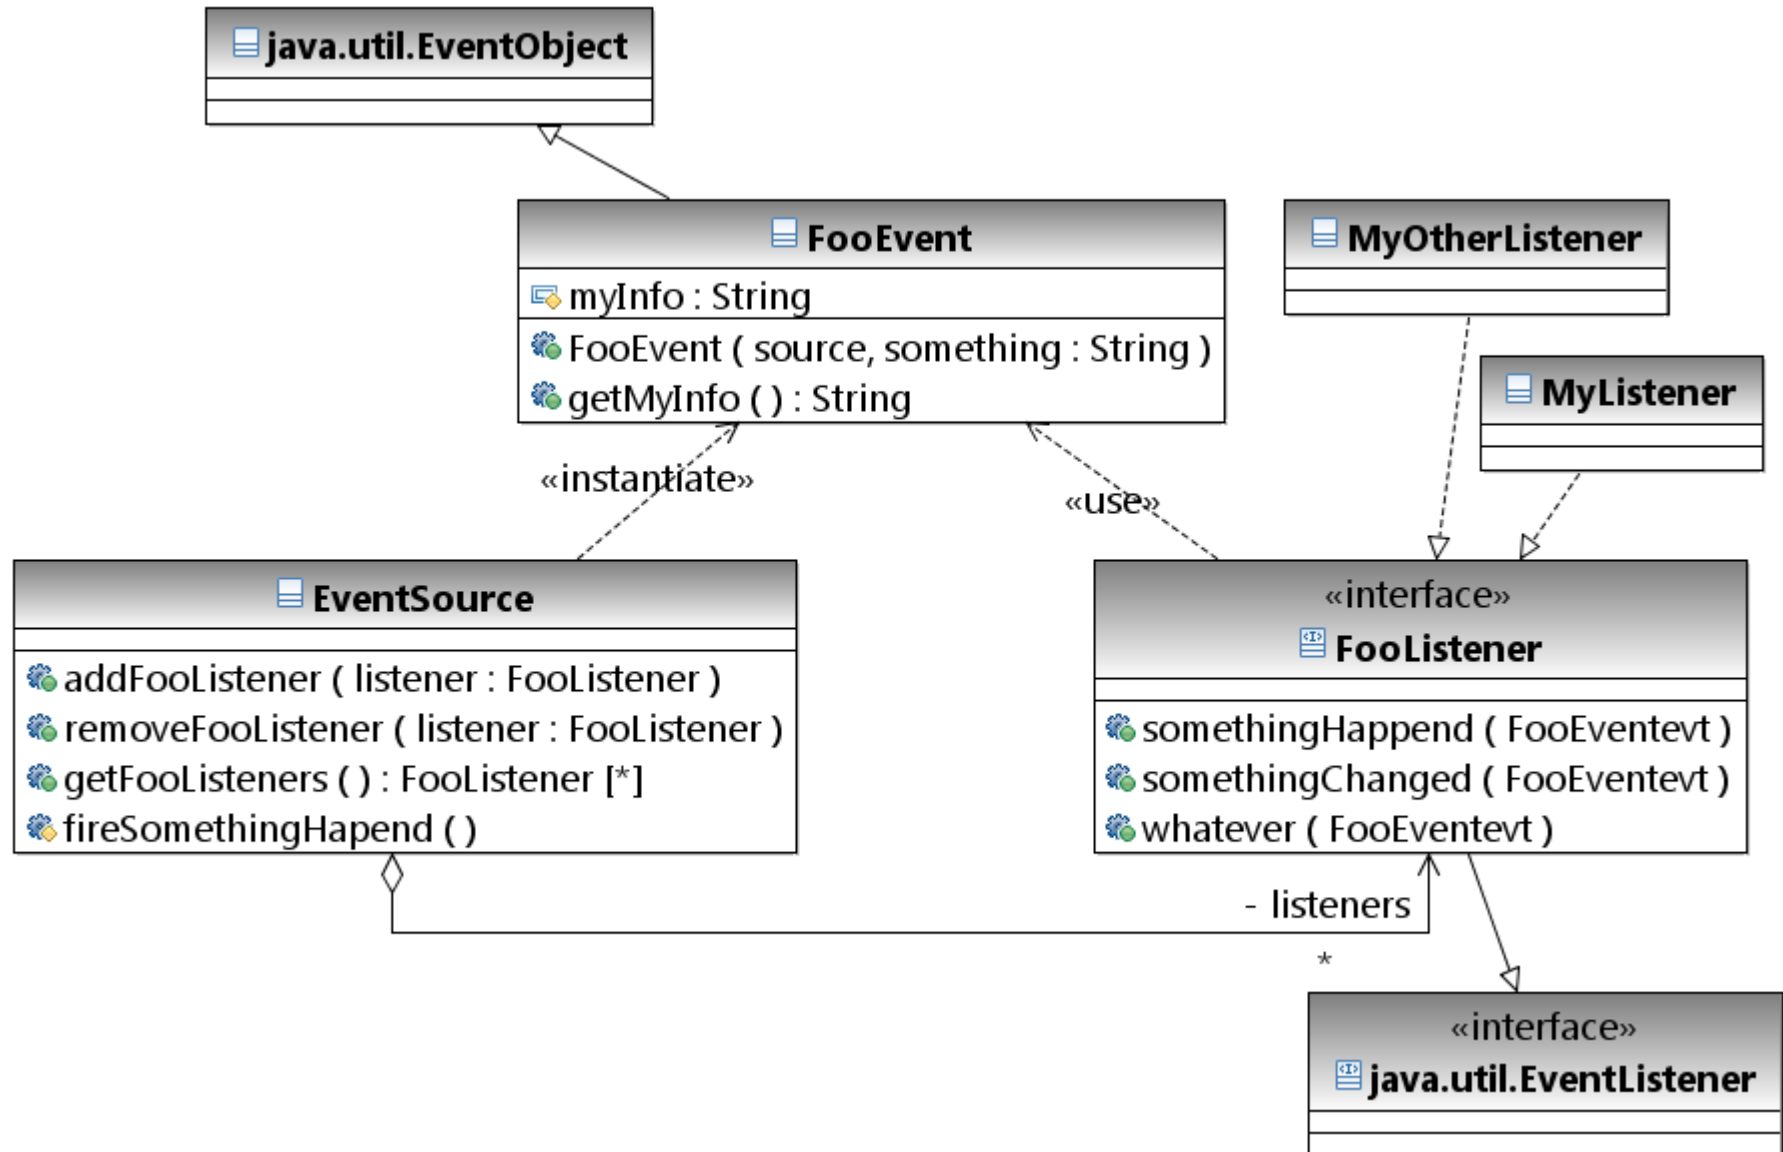 java.util.EventObject
FooEvent
myInfo : String
FooEvent ( source, something : String )
getMyInfo ( ) : String
MyOtherListener
MyListener
«instantiate»
«use»
EventSource
addFooListener ( listener : FooListener )
removeFooListener ( listener : FooListener )
getFooListeners ( ) : FooListener [*]
fireSomethingHapend ( )
«interface»
FooListener
somethingHappend ( FooEventevt )
somethingChanged ( FooEventevt )
whatever ( FooEventevt )
- listeners
*
«interface»
java.util.EventListener